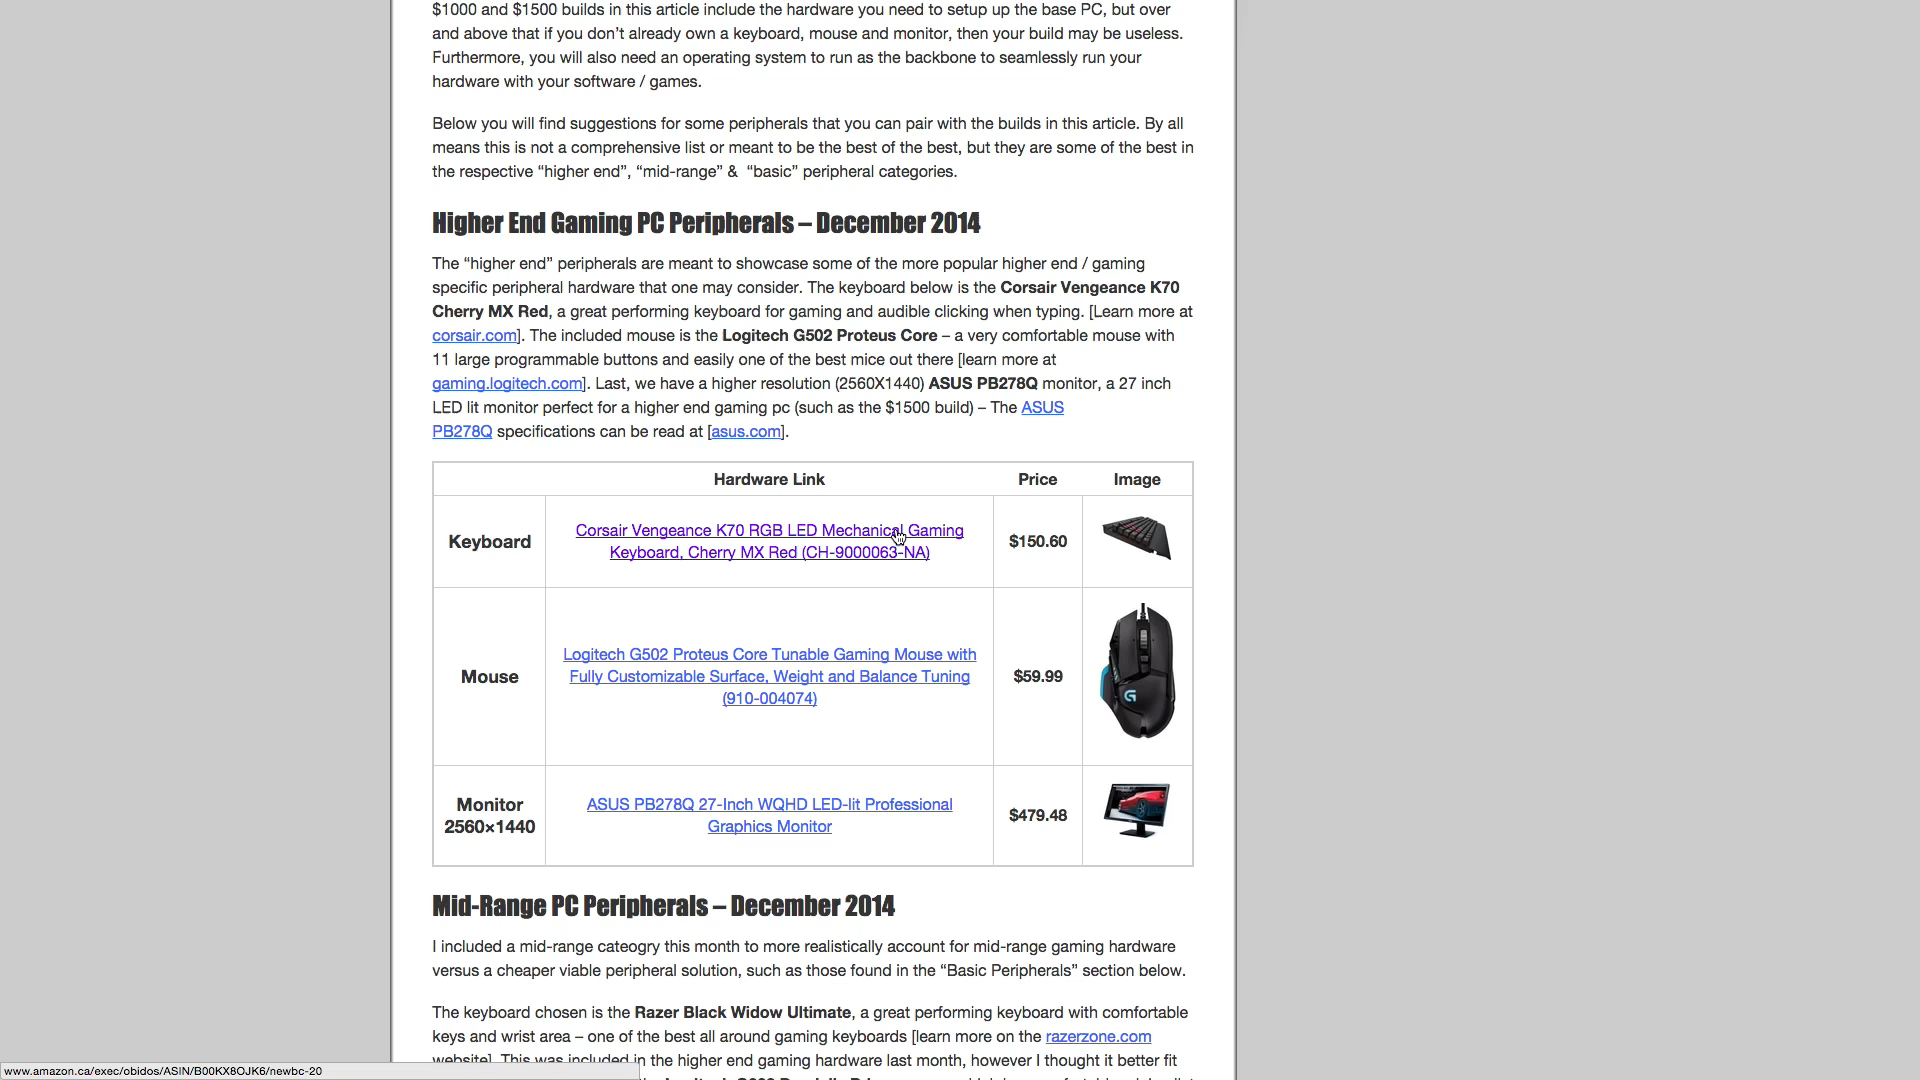 $1000 and $1500 builds in this article include the hardware you need to setup up the base PC, but over
and above that if you don’t already own a keyboard, mouse and monitor, then your build may be useless.
Furthermore, you will also need an operating system to run as the backbone to seamlessly run your
hardware with your software / games.
Below you will find suggestions for some peripherals that you can pair with the builds in this article. By all
means this is not a comprehensive list or meant to be the best of the best, but they are some of the best in
the respective “higher end”, “mid-range” & “basic” peripheral categories.
Higher End Gaming PC Peripherals – December 2014
The “higher end” peripherals are meant to showcase some of the more popular higher end / gaming
specific peripheral hardware that one may consider. The keyboard below is the Corsair Vengeance K70
Cherry MX Red, a great performing keyboard for gaming and audible clicking when typing. [Learn more at
corsair.com]. The included mouse is the Logitech G502 Proteus Core – a very comfortable mouse with
11 large programmable buttons and easily one of the best mice out there [learn more at
gaming.logitech.com]. Last, we have a higher resolution (2560X1440) ASUS PB278Q monitor, a 27 inch
LED lit monitor perfect for a higher end gaming pc (such as the $1500 build) – The ASUS
PB278Q specifications can be read at [asus.com].
Hardware Link Price Image
Keyboard
Corsair Vengeance K70 RGB LED Mechanical Gaming
Keyboard, Cherry MX Red (CH-9000063-NA)
$150.60
Mouse
Logitech G502 Proteus Core Tunable Gaming Mouse with
Fully Customizable Surface, Weight and Balance Tuning
(910-004074)
$59.99
Monitor
2560×1440
ASUS PB278Q 27-Inch WQHD LED-lit Professional
Graphics Monitor
$479.48
Mid-Range PC Peripherals – December 2014
I included a mid-range cateogry this month to more realistically account for mid-range gaming hardware
versus a cheaper viable peripheral solution, such as those found in the “Basic Peripherals” section below.
The keyboard chosen is the Razer Black Widow Ultimate, a great performing keyboard with comfortable
keys and wrist area – one of the best all around gaming keyboards [learn more on the razerzone.com
website]. This was included in the higher end gaming hardware last month, however I thought it better fit
www.amazon.ca/exec/obidos/ASIN/B00KX8OJK6/newbc-20